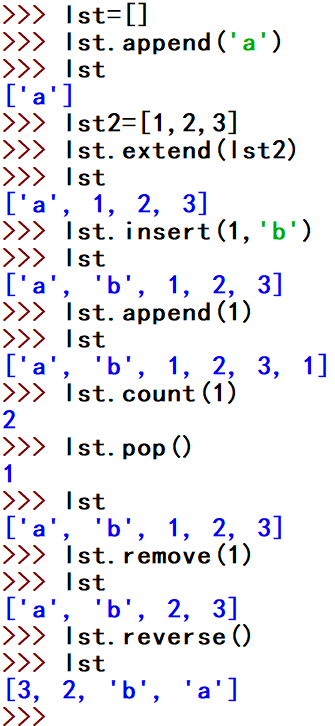 >>> lst=[]
>>> lst.append('a')
>>> lst
['a']
>>> lst2=[1,2,3]
>>> lst.extend(lst2)
>>> lst
['a', 1, 2, 3]
>>> lst.insert(1,'b')
>>> lst
['a', 'b', 1, 2, 3]
>>> lst.append(1)
>>> lst
['a', 'b', 1, 2, 3, 1]
>>> lst.count(1)
2
>>> lst.pop()
1
>>> lst
['a', 'b', 1, 2, 3]
>>> lst.remove(1)
>>> lst
['a', 'b', 2, 3]
>>> lst.reverse()
>>> lst
[3, 2, 'b', 'a']
>>>